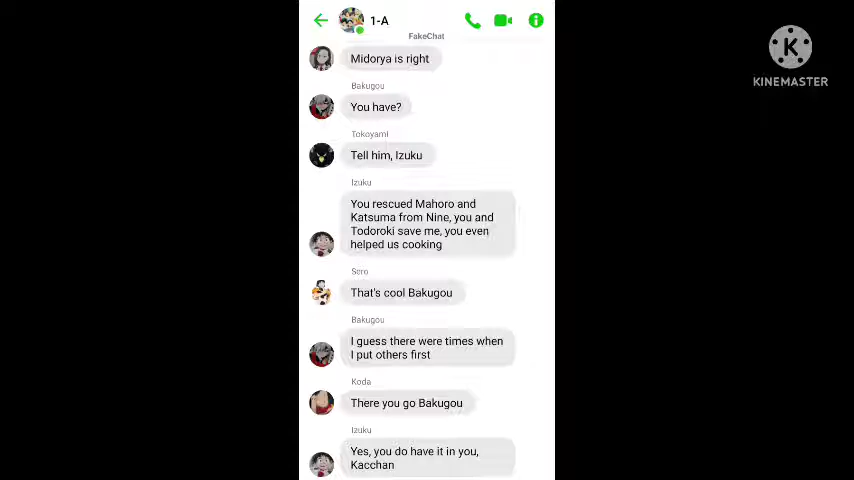 1-A
FakeChat
Midorya is right
Bakugou
You have?
Tokoyami
Tell him, Izuku
Izuku
You rescued Mahoro and
Katsuma from Nine, you and
Todoroki save me, you even
helped us cooking
Sero
That's cool Bakugou
Bakugou
I guess there were times when
I put others first
Koda
There you go Bakugou
Izuku
Yes, you do have it in you,
Kacchan
K
KINEMASTER